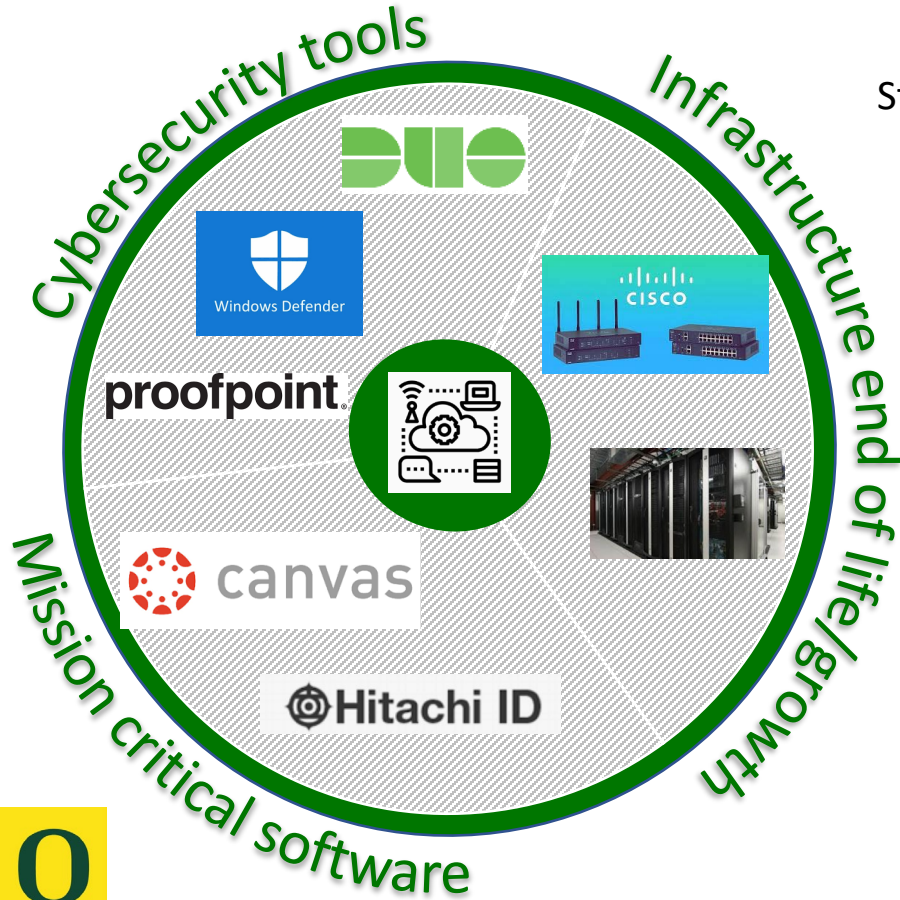 Cybersecurity tools
Infrastructure end of life/growth
DUO
Windows Defender
CISCO
proofpoint.
canvas
Hitachi ID
Mission critical software
O